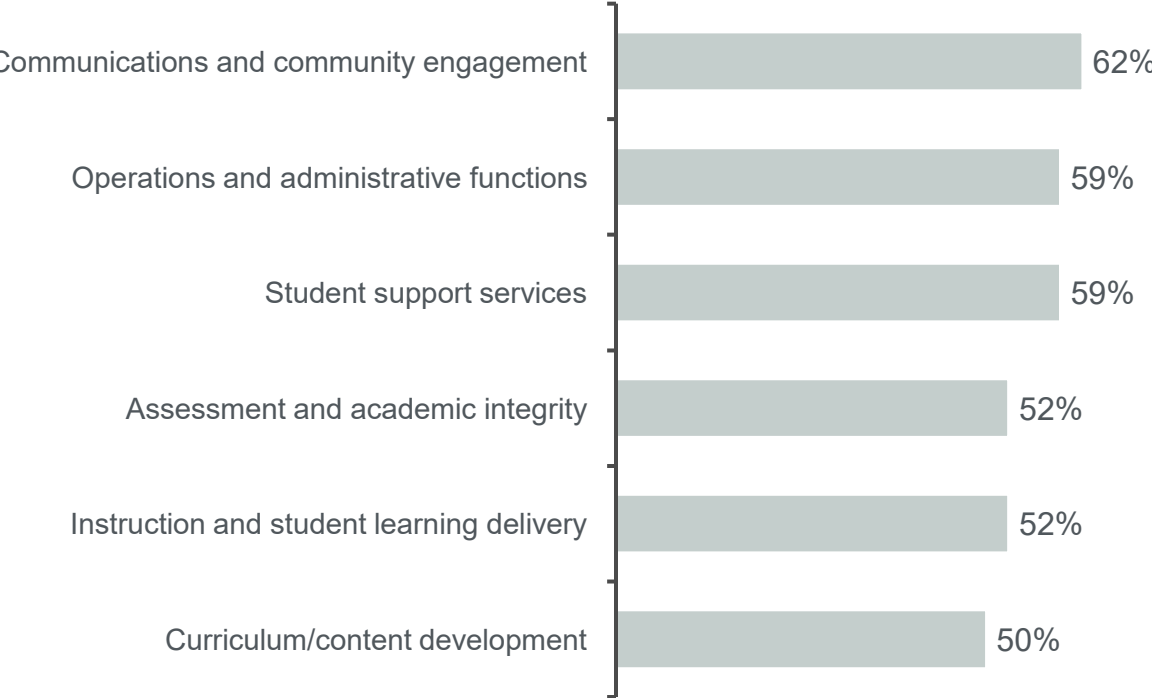 Communications and community engagement 62%
Operations and administrative functions 59%
Student support services 59%
Assessment and academic integrity 52%
Instruction and student learning delivery 52%
Curriculum/content development 50%